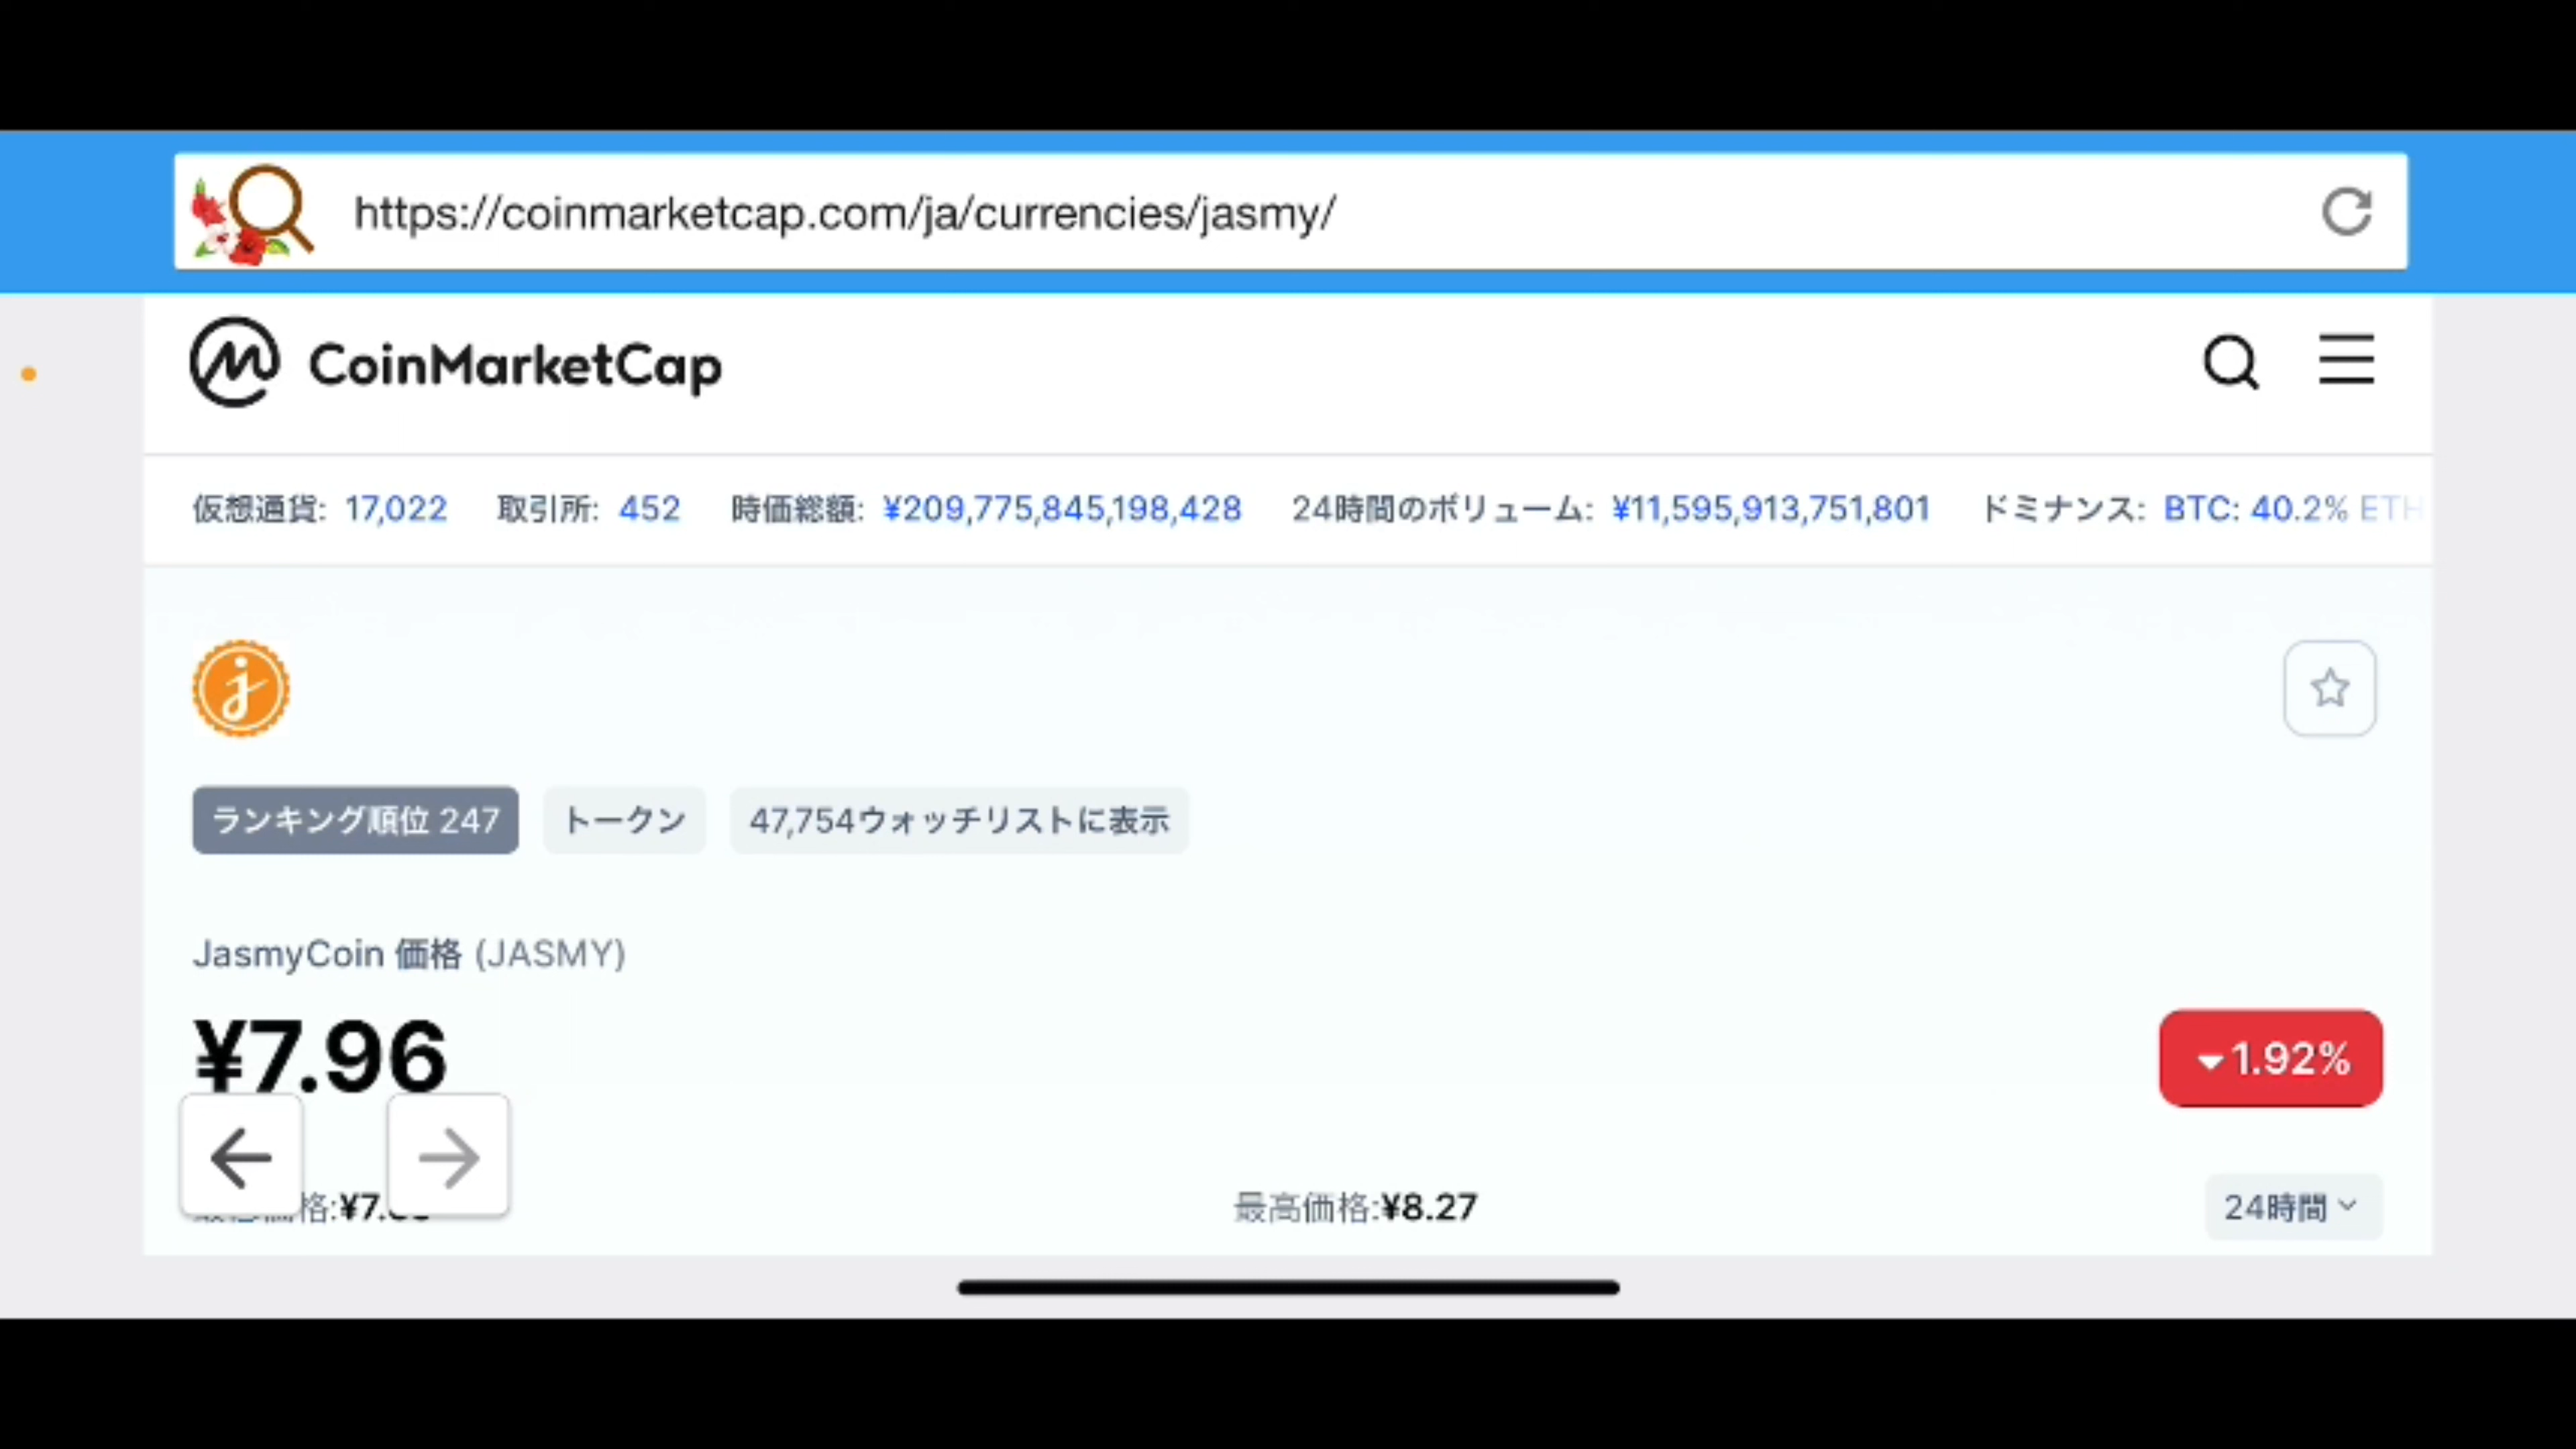 https://coinmarketcap.com/ja/currencies/jasmy/
CoinMarketCap
仮想通貨: 17,022 取引所: 452 時価総額: ¥209,775,845,198,428 24時間のボリューム: ¥11,595,913,751,801 ドミナンス: BTC: 40.2% ETH
ランキング順位 247 トークン 47,754ウォッチリストに表示
JasmyCoin 価格 (JASMY)
¥7.96
1.92%
最高価格:¥8.27 24時間